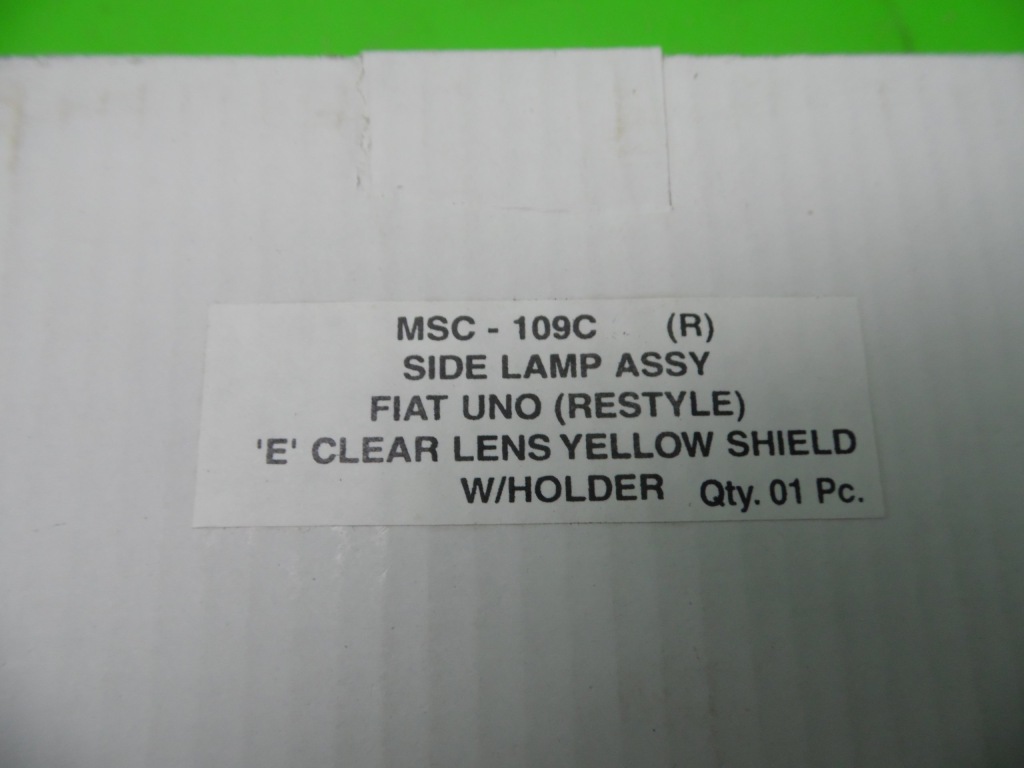 MSC - 109C (R)
SIDE LAMP ASSY
FIAT UNO (RESTYLE)
'E' CLEAR LENS YELLOW SHIELD
W/HOLDER Qty. 01 Pc.